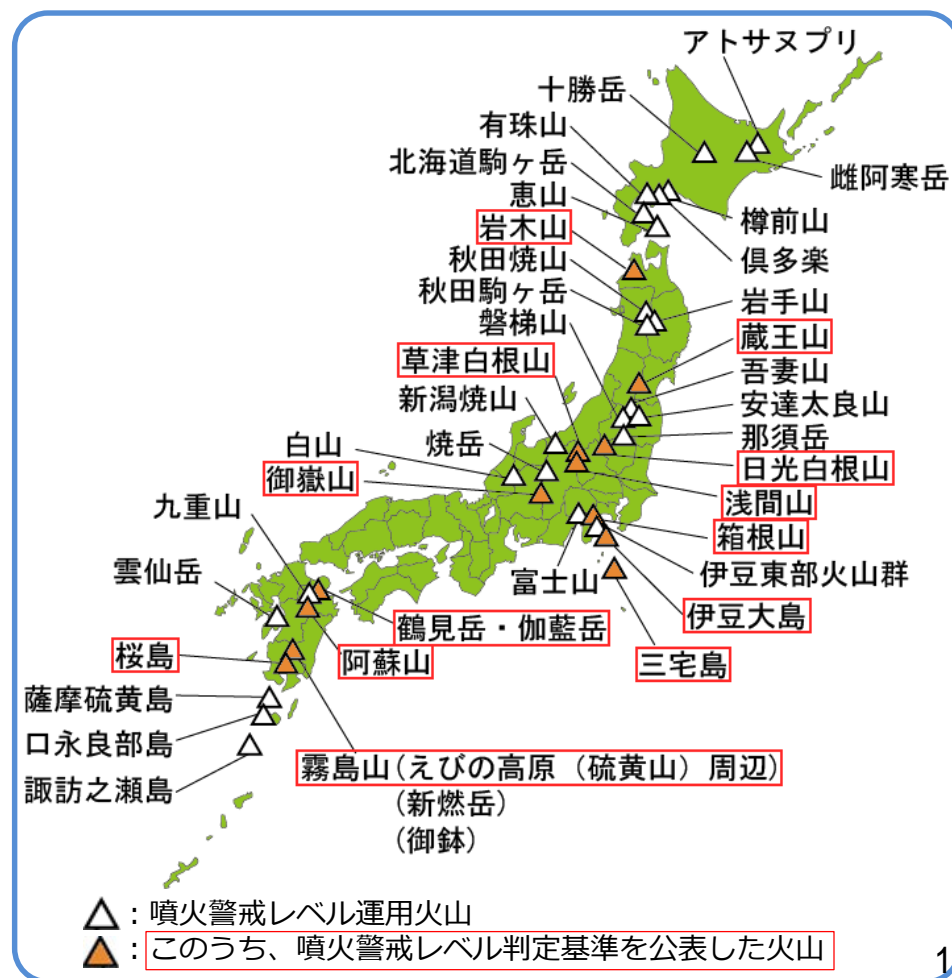 アトサヌプリ
十勝岳
有珠山
北海道駒ヶ岳
雌阿寒岳
恵山
樽前山
岩木山
倶多楽
秋田焼山
秋田駒ヶ岳
岩手山
磐梯山
蔵王山
草津白根山
吾妻山
新潟焼山
安達太良山
那須岳
白山
焼岳
日光白根山
御嶽山
浅間山
九重山
箱根山
富士山
伊豆東部火山群
雲仙岳
伊豆大島
鶴見岳・伽藍岳
桜島
阿蘇山
三宅島
薩摩硫黄島
口永良部島
霧島山(えびの高原（硫黄山）周辺)
諏訪之瀬島
(新燃岳)
(御鉢)
：噴火警戒レベル運用火山
：このうち、噴火警戒レベル判定基準を公表した火山
1